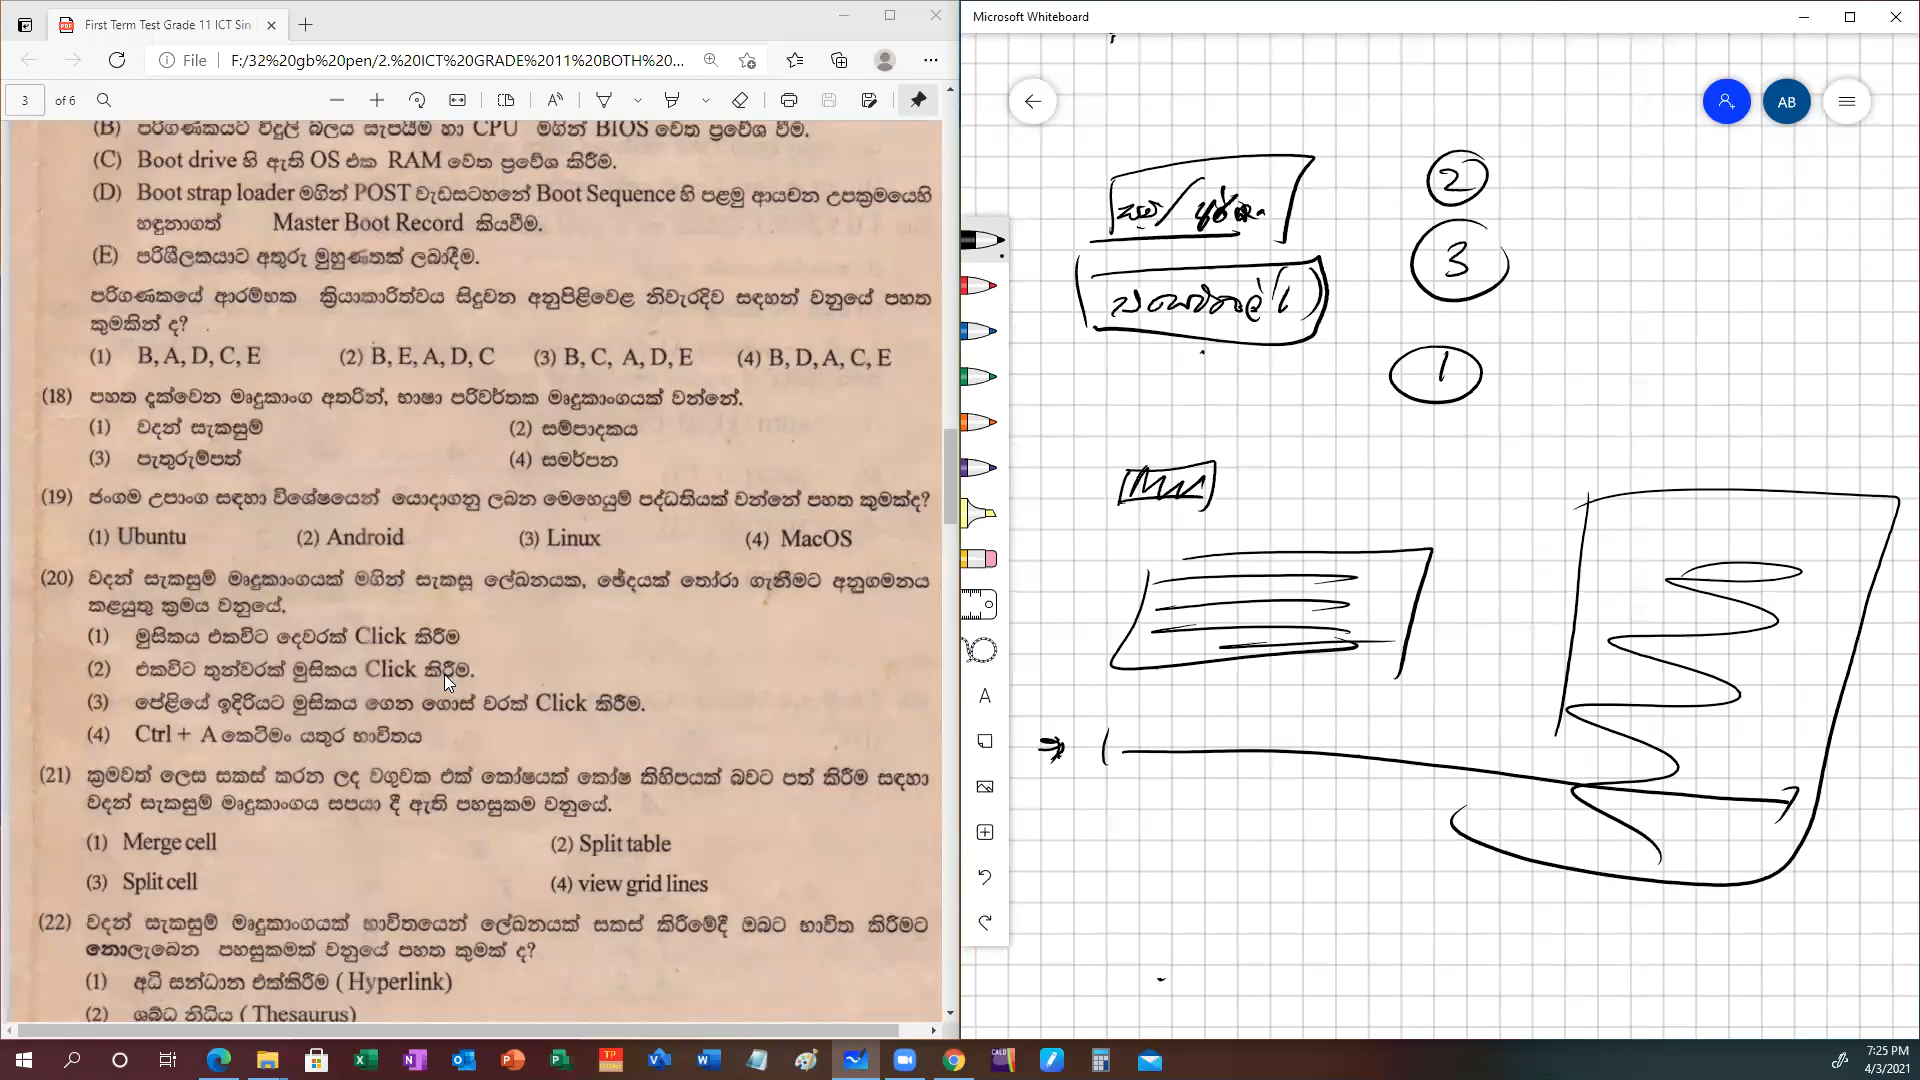 First Term Test Grade 11 ICT Sin
Microsoft Whiteboard
File
F:/32%20gb%20pen/2.%20ICT%20GRADE%2011%20BOTH%20...
3 of 6
AB
(B) පරිගණකයට විදුලි බලය සැපයීම හා CPU මගින් BIOS වෙත ප්‍රවේශ වීම.
(C) Boot drive හි ඇති OS එක RAM වෙත ප්‍රවේශ කිරීම.
(D) Boot strap loader මගින් POST වැඩසටහනේ Boot Sequence හි පළමු ආයචන උපක්‍රමයෙහි
හඳුනාගත් Master Boot Record කියවීම.
(E) පරිශීලකයාට අතුරු මුහුණතක් ලබාදීම.
පරිගණකයේ ආරම්භක ක්‍රියාකාරිත්වය සිදුවන අනුපිළිවෙළ නිවැරදිව සඳහන් වනුයේ පහත
කුමකින් ද?
(1) B, A, D, C, E (2) B, E, A, D, C (3) B, C, A, D, E (4) B, D, A, C, E
(18) පහත දැක්වෙන මෘදුකාංග අතරින්, භාෂා පරිවර්තක මෘදුකාංගයක් වන්නේ.
(1) වදන් සැකසුම් (2) සම්පාදකය
(3) පැතුරුම්පත් (4) සමර්පන
(19) ජංගම උපාංග සඳහා විශේෂයෙන් යොදාගනු ලබන මෙහෙයුම් පද්ධතියක් වන්නේ පහත කුමක්ද?
(1) Ubuntu (2) Android (3) Linux (4) MacOS
(20) වදන් සැකසුම් මෘදුකාංගයක් මගින් සැකසූ ලේඛනයක, ඡේදයක් තෝරා ගැනීමට අනුගමනය
කළයුතු ක්‍රමය වනුයේ,
(1) මුසිකය එකවිට දෙවරක් Click කිරීම
(2) එකවිට තුන්වරක් මුසිකය Click කිරීම.
(3) පේළියේ ඉදිරියට මුසිකය ගෙන ගොස් වරක් Click කිරීම.
(4) Ctrl + A කෙටිමං යතුර භාවිතය
(21) ක්‍රමවත් ලෙස සකස් කරන ලද වගුවක එක් කෝෂයක් කෝෂ කිහිපයක් බවට පත් කිරීම සඳහා
වදන් සැකසුම් මෘදුකාංගය සපයා දී ඇති පහසුකම වනුයේ.
(1) Merge cell (2) Split table
(3) Split cell (4) view grid lines
(22) වදන් සැකසුම් මෘදුකාංගයක් භාවිතයෙන් ලේඛනයක් සකස් කිරීමේදී ඔබට භාවිත කිරීමට
නොලැබෙන පහසුකමක් වනුයේ පහත කුමක් ද?
(1) අධි සන්ධාන එක්කිරීම ( Hyperlink)
(2) ශබ්ධ නිධිය ( Thesaurus)
2
3
1
7:25 PM
4/3/2021